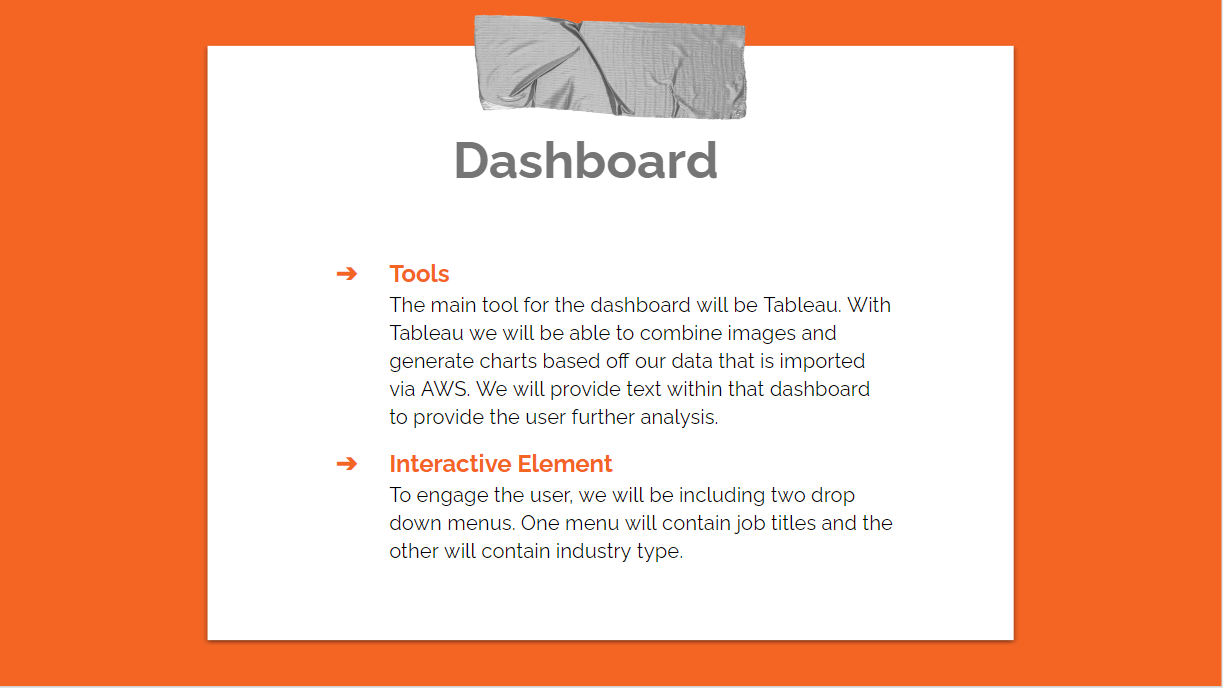 Dashboard
➔ Tools
The main tool for the dashboard will be Tableau. With
Tableau we will be able to combine images and
generate charts based off our data that is imported
via AWS. We will provide text within that dashboard
to provide the user further analysis.
➔ Interactive Element
To engage the user, we will be including two drop
down menus. One menu will contain job titles and the
other will contain industry type.